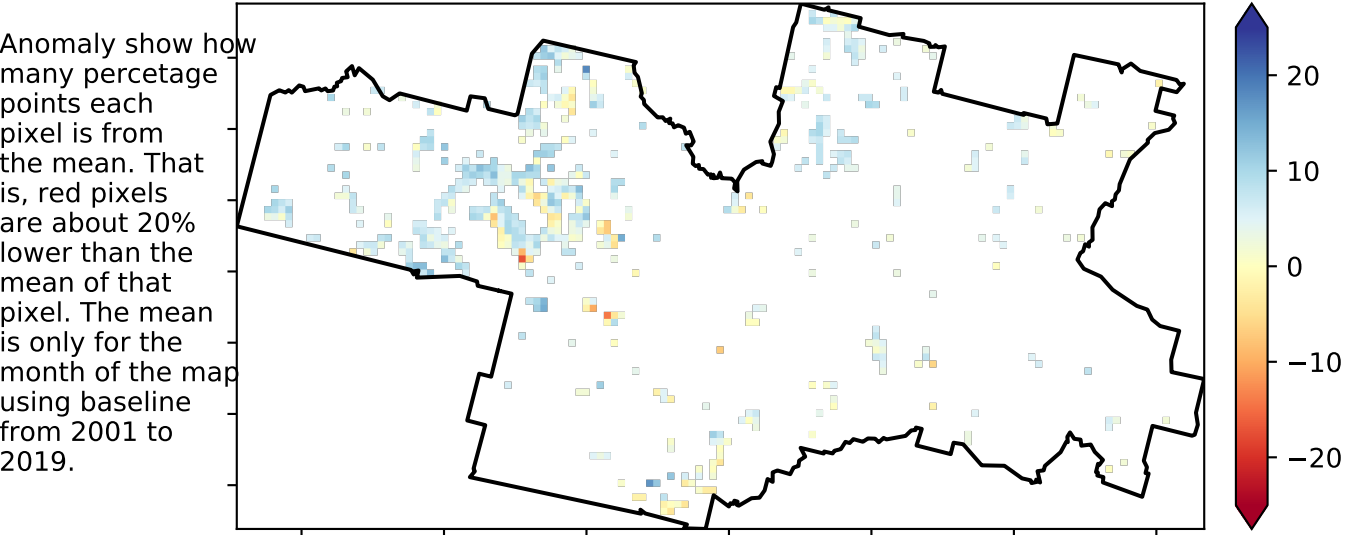 Anomaly show how
many percetage
points each
pixel is from
the mean. That
is, red pixels
are about 20%
lower than the
mean of that
pixel. The mean
is only for the
month of the map
using baseline
from 2001 to
2019.
20
10
0
−10
−20